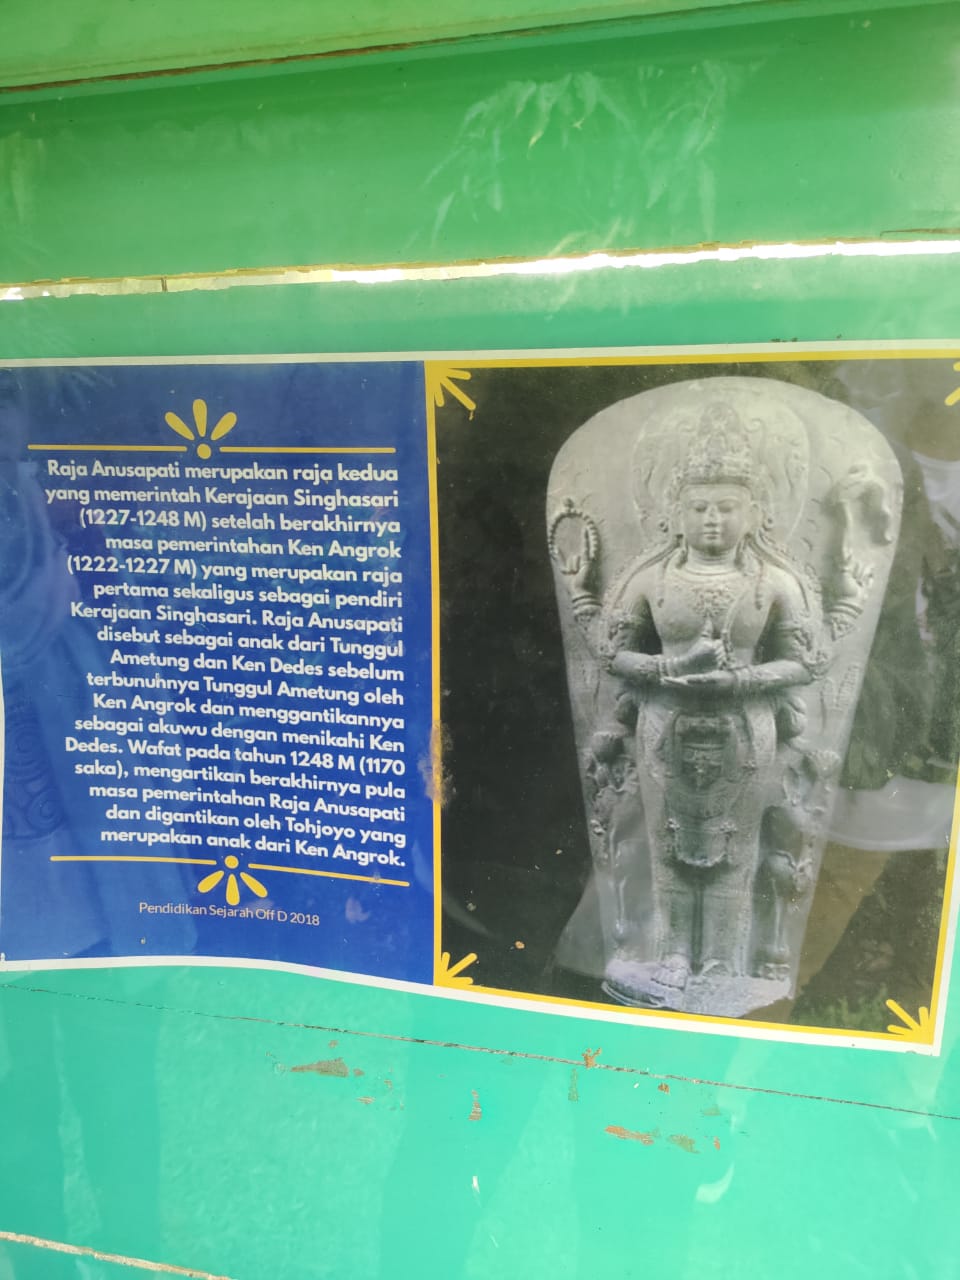 Raja Anusapati merupakan raja kedua
yang memerintah Kerajaan Singhasari
(1227-1248 M) setelah berakhirnya
masa pemerintahan Ken Angrok
(1222-1227 M) yang merupakan raja
pertama sekaligus sebagai pendiri
Kerajaan Singhasari. Raja Anusapati
disebut sebagai anak dari Tunggul
Ametung dan Ken Dedes sebelum
terbunuhnya Tunggul Ametung oleh
Ken Angrok dan menggantikannya
sebagai akuwu dengan menikahi Ken
Dedes. Wafat pada tahun 1248 M (1170
saka), mengartikan berakhirnya pula
masa pemerintahan Raja Anusapati
dan digantikan oleh Tohjoyo yang
merupakan anak dari Ken Angrok.
Pendidikan Sejarah Off D 2018